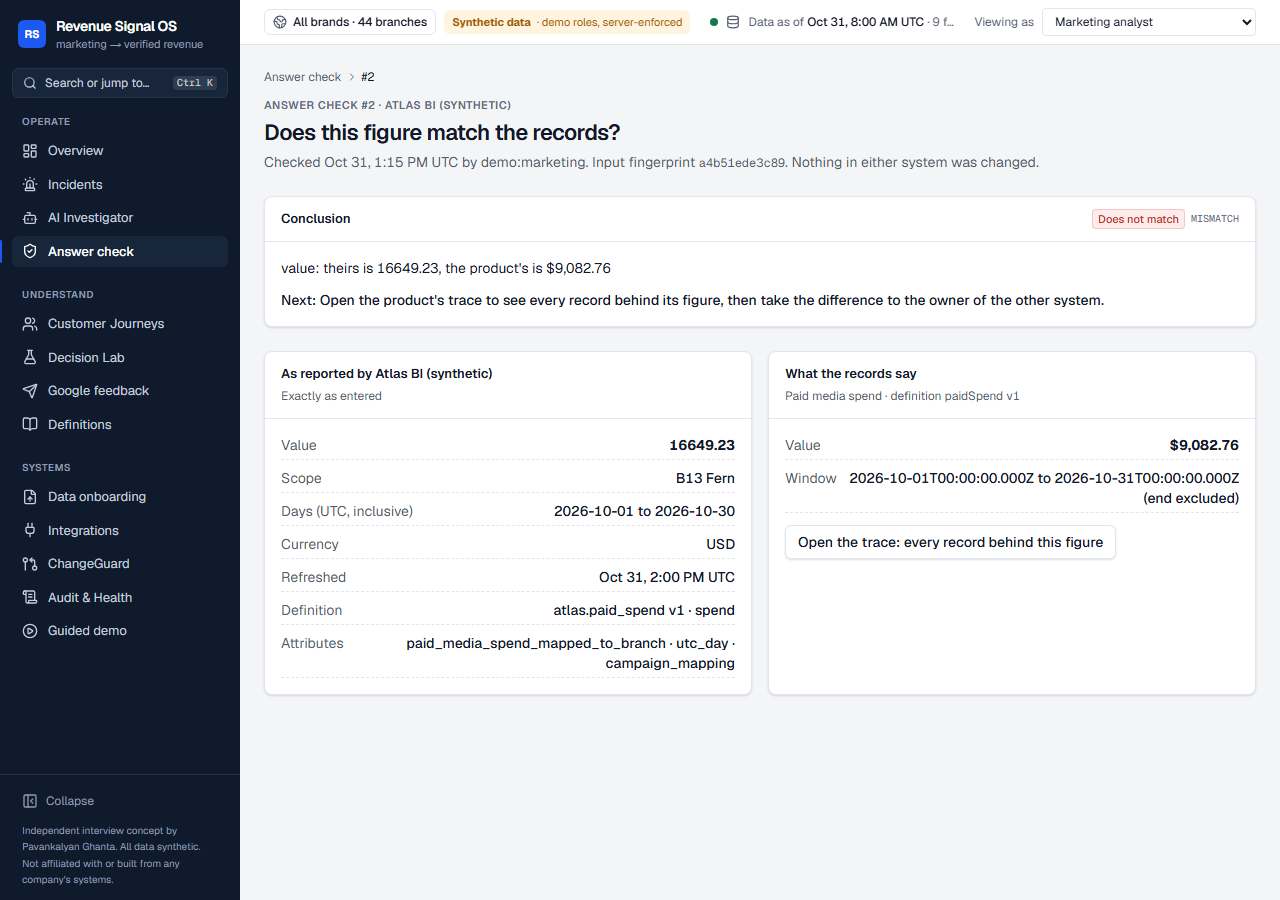 RS
Revenue Signal OS
marketing → verified revenue
Search or jump to…
Ctrl K
OPERATE
Overview
Incidents
AI Investigator
Answer check
UNDERSTAND
Customer Journeys
Decision Lab
Google feedback
Definitions
SYSTEMS
Data onboarding
Integrations
ChangeGuard
Audit & Health
Guided demo
Collapse
Independent interview concept by
Pavankalyan Ghanta. All data synthetic.
Not affiliated with or built from any
company's systems.
All brands · 44 branches
Synthetic data · demo roles, server-enforced
Data as of Oct 31, 8:00 AM UTC · 9 f…
Viewing as
Marketing analyst
Answer check > #2
ANSWER CHECK #2 · ATLAS BI (SYNTHETIC)
Does this figure match the records?
Checked Oct 31, 1:15 PM UTC by demo:marketing. Input fingerprint a4b51ede3c89. Nothing in either system was changed.
Conclusion
Does not match
MISMATCH
value: theirs is 16649.23, the product's is $9,082.76
Next: Open the product's trace to see every record behind its figure, then take the difference to the owner of the other system.
As reported by Atlas BI (synthetic)
Exactly as entered
Value 16649.23
Scope B13 Fern
Days (UTC, inclusive) 2026-10-01 to 2026-10-30
Currency USD
Refreshed Oct 31, 2:00 PM UTC
Definition atlas.paid_spend v1 · spend
Attributes paid_media_spend_mapped_to_branch · utc_day ·
campaign_mapping
What the records say
Paid media spend · definition paidSpend v1
Value $9,082.76
Window 2026-10-01T00:00:00.000Z to 2026-10-31T00:00:00.000Z
(end excluded)
Open the trace: every record behind this figure